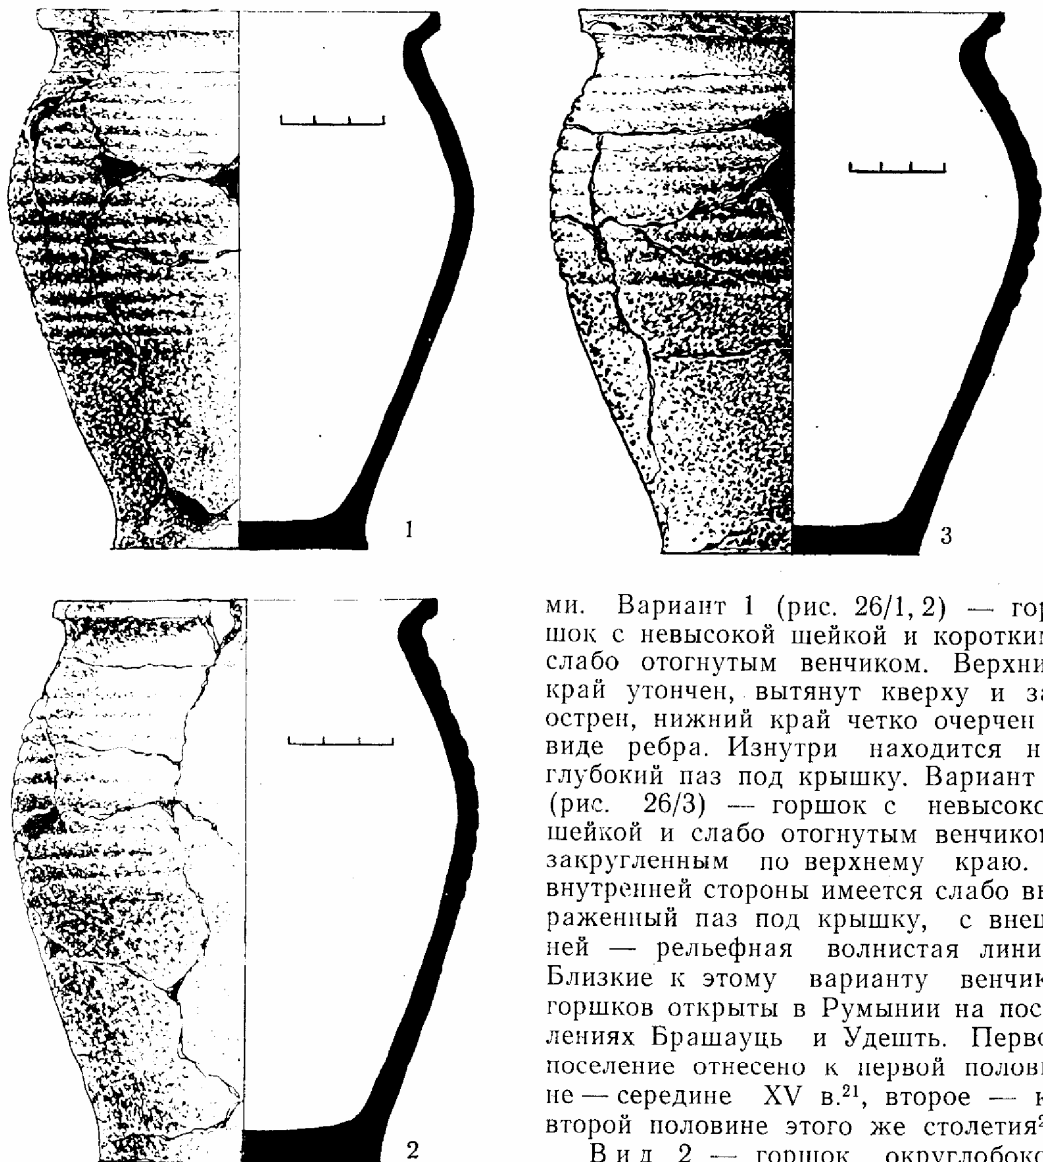 1
3
2
ми. Вариант 1 (рис. 26/1, 2) — гор
шок с невысокой шейкой и коротким
слабо отогнутым венчиком. Верхни
край утончен, вытянут кверху и за
острен, нижний край четко очерчен
виде ребра. Изнутри находится н
глубокий паз под крышку. Вариант
(рис. 26/3) — горшок с невысоко
шейкой и слабо отогнутым венчиком
закругленным по верхнему краю.
внутренней стороны имеется слабо вы
раженный паз под крышку, с внеш
ней — рельефная волнистая лини
Близкие к этому варианту венчик
горшков открыты в Румынии на пос
лениях Брашауць и Удешть. Перво
поселение отнесено к первой полови
не — середине XV в.²¹, второе — к
второй половине этого же столетия²
Вид 2 — горшок округлобоко